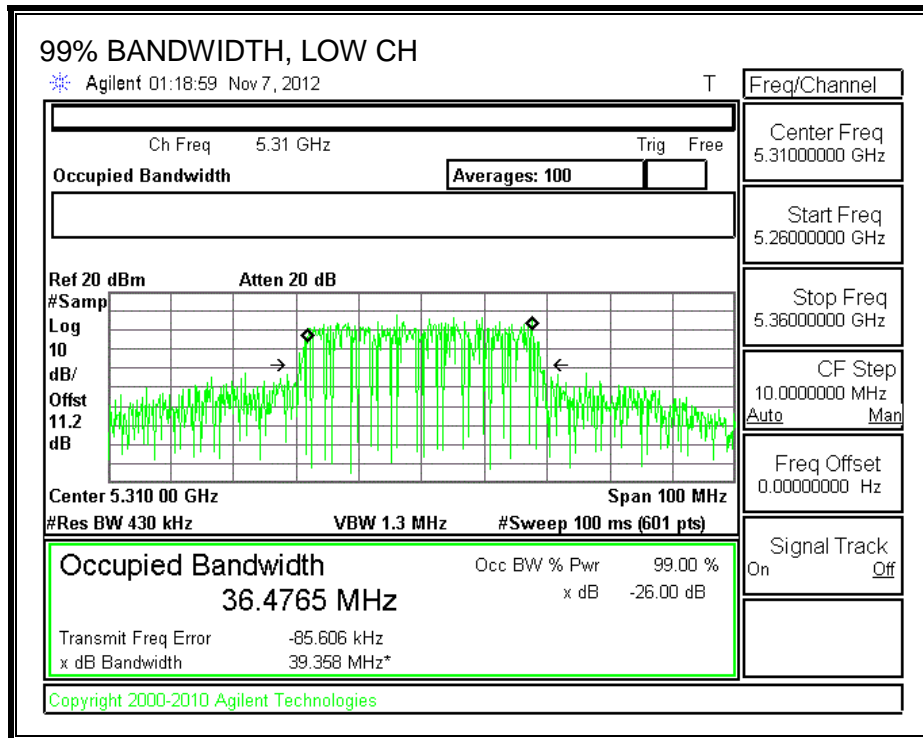 99% BANDWIDTH, LOW CH
Agilent 01:18:59 Nov 7, 2012 T
Freq/Channel
Ch Freq 5.31 GHz Trig Free
Occupied Bandwidth Averages: 100
Center Freq
5.31000000 GHz
Start Freq
5.26000000 GHz
Stop Freq
5.36000000 GHz
CF Step
10.0000000 MHz
Auto Man
Freq Offset
0.00000000 Hz
Signal Track
On Off
Ref 20 dBm Atten 20 dB
#Samp
Log
10
dB/
Offst
11.2
dB
Center 5.310 00 GHz Span 100 MHz
#Res BW 430 kHz VBW 1.3 MHz #Sweep 100 ms (601 pts)
Occupied Bandwidth Occ BW % Pwr 99.00 %
36.4765 MHz x dB -26.00 dB
Transmit Freq Error -85.606 kHz
x dB Bandwidth 39.358 MHz*
Copyright 2000-2010 Agilent Technologies